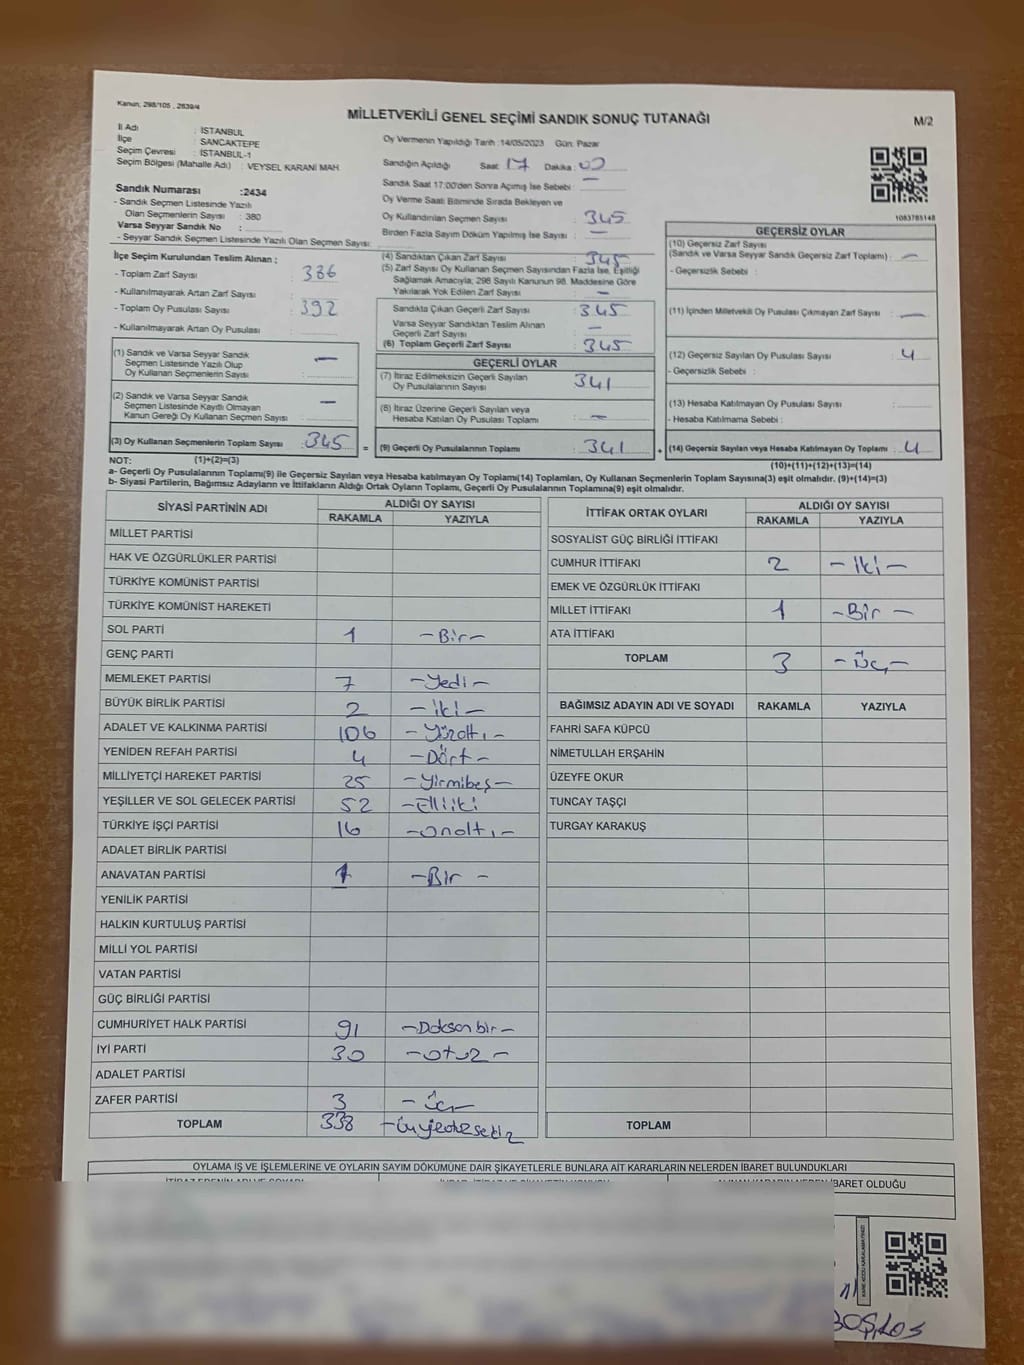 Kanun; 298/105 , 2839/4
MİLLETVEKİLİ GENEL SEÇİMİ SANDIK SONUÇ TUTANAĞI
M/2
İl Adı : İSTANBUL
İlçe : SANCAKTEPE
Seçim Çevresi : İSTANBUL-1
Seçim Bölgesi (Mahalle Adı) : VEYSEL KARANİ MAH.
Sandık Numarası :2434
- Sandık Seçmen Listesinde Yazılı
Olan Seçmenlerin Sayısı : 380
Varsa Seyyar Sandık No :
- Seyyar Sandık Seçmen Listesinde Yazılı Olan Seçmen Sayısı:
İlçe Seçim Kurulundan Teslim Alınan ;
- Toplam Zarf Sayısı : 386
- Kullanılmayarak Artan Zarf Sayısı :
- Toplam Oy Pusulası Sayısı : 392
- Kullanılmayarak Artan Oy Pusulası :
(1) Sandık ve Varsa Seyyar Sandık
Seçmen Listesinde Yazılı Olup
Oy Kullanan Seçmenlerin Sayısı : —
(2) Sandık ve Varsa Seyyar Sandık
Seçmen Listesinde Kayıtlı Olmayan
Kanun Gereği Oy Kullanan Seçmen Sayısı : —
(3) Oy Kullanan Seçmenlerin Toplam Sayısı : 345 =
Oy Vermenin Yapıldığı Tarih :14/05/2023 Gün: Pazar
Sandığın Açıldığı Saat: 17 Dakika : 00
Sandık Saat 17:00'den Sonra Açımış İse Sebebi : —
Oy Verme Saati Bitiminde Sırada Bekleyen ve
Oy Kullandırılan Seçmen Sayısı : 345
Birden Fazla Sayım Döküm Yapılmış İse Sayısı : —
(4) Sandıktan Çıkan Zarf Sayısı : 345
(5) Zarf Sayısı Oy Kullanan Seçmen Sayısından Fazla İse, Eşitliği
Sağlamak Amacıyla; 298 Sayılı Kanunun 98. Maddesine Göre
Yakılarak Yok Edilen Zarf Sayısı : —
Sandıkta Çıkan Geçerli Zarf Sayısı : 345
Varsa Seyyar Sandıktan Teslim Alınan
Geçerli Zarf Sayısı : —
(6) Toplam Geçerli Zarf Sayısı : 345
GEÇERLİ OYLAR
(7) İtiraz Edilmeksizin Geçerli Sayılan
Oy Pusulalarının Sayısı : 341
(8) İtiraz Üzerine Geçerli Sayılan veya
Hesaba Katılan Oy Pusulası Toplamı : —
(9) Geçerli Oy Pusulalarının Toplamı : 341 +
1083785148
GEÇERSİZ OYLAR
(10) Geçersiz Zarf Sayısı
(Sandık ve Varsa Seyyar Sandık Geçersiz Zarf Toplamı) : —
- Geçersizlik Sebebi :
(11) İçinden Milletvekili Oy Pusulası Çıkmayan Zarf Sayısı : —
(12) Geçersiz Sayılan Oy Pusulası Sayısı : 4
- Geçersizlik Sebebi :
(13) Hesaba Katılmayan Oy Pusulası Sayısı :
- Hesaba Katılmama Sebebi :
(14) Geçersiz Sayılan veya Hesaba Katılmayan Oy Toplamı : 4
NOT: (1)+(2)=(3) (10)+(11)+(12)+(13)=(14)
a- Geçerli Oy Pusulalarının Toplamı(9) ile Geçersiz Sayılan veya Hesaba katılmayan Oy Toplamı(14) Toplamları, Oy Kullanan Seçmenlerin Toplam Sayısına(3) eşit olmalıdır. (9)+(14)=(3)
b- Siyasi Partilerin, Bağımsız Adayların ve İttifakların Aldığı Ortak Oyların Toplamı, Geçerli Oy Pusulalarının Toplamına(9) eşit olmalıdır.
SİYASİ PARTİNİN ADI ALDIĞI OY SAYISI
RAKAMLA YAZIYLA
MİLLET PARTİSİ
HAK VE ÖZGÜRLÜKLER PARTİSİ
TÜRKİYE KOMÜNİST PARTİSİ
TÜRKİYE KOMÜNİST HAREKETİ
SOL PARTİ 1 -Bir-
GENÇ PARTİ
MEMLEKET PARTİSİ 7 -Yedi-
BÜYÜK BİRLİK PARTİSİ 2 -iki-
ADALET VE KALKINMA PARTİSİ 106 -Yüzaltı-
YENİDEN REFAH PARTİSİ 4 -Dört-
MİLLİYETÇİ HAREKET PARTİSİ 25 -Yirmibeş-
YEŞİLLER VE SOL GELECEK PARTİSİ 52 -Elliiki
TÜRKİYE İŞÇİ PARTİSİ 16 -Onaltı-
ADALET BİRLİK PARTİSİ
ANAVATAN PARTİSİ 1 -Bir -
YENİLİK PARTİSİ
HALKIN KURTULUŞ PARTİSİ
MİLLİ YOL PARTİSİ
VATAN PARTİSİ
GÜÇ BİRLİĞİ PARTİSİ
CUMHURİYET HALK PARTİSİ 91 -Doksan bir-
İYİ PARTİ 30 -otuz-
ADALET PARTİSİ
ZAFER PARTİSİ 3 -üç-
TOPLAM 338
İTTİFAK ORTAK OYLARI ALDIĞI OY SAYISI
RAKAMLA YAZIYLA
SOSYALİST GÜÇ BİRLİĞİ İTTİFAKI
CUMHUR İTTİFAKI 2 -iki-
EMEK VE ÖZGÜRLÜK İTTİFAKI
MİLLET İTTİFAKI 1 -Bir-
ATA İTTİFAKI
TOPLAM 3 -Üç-
BAĞIMSIZ ADAYIN ADI VE SOYADI RAKAMLA YAZIYLA
FAHRİ SAFA KÜPCÜ
NİMETULLAH ERŞAHİN
ÜZEYFE OKUR
TUNCAY TAŞÇI
TURGAY KARAKUŞ
TOPLAM
OYLAMA İŞ VE İŞLEMLERİNE VE OYLARIN SAYIM DÖKÜMÜNE DAİR ŞİKAYETLERLE BUNLARA AİT KARARLARIN NELERDEN İBARET BULUNDUKLARI
İBARET OLDUĞU